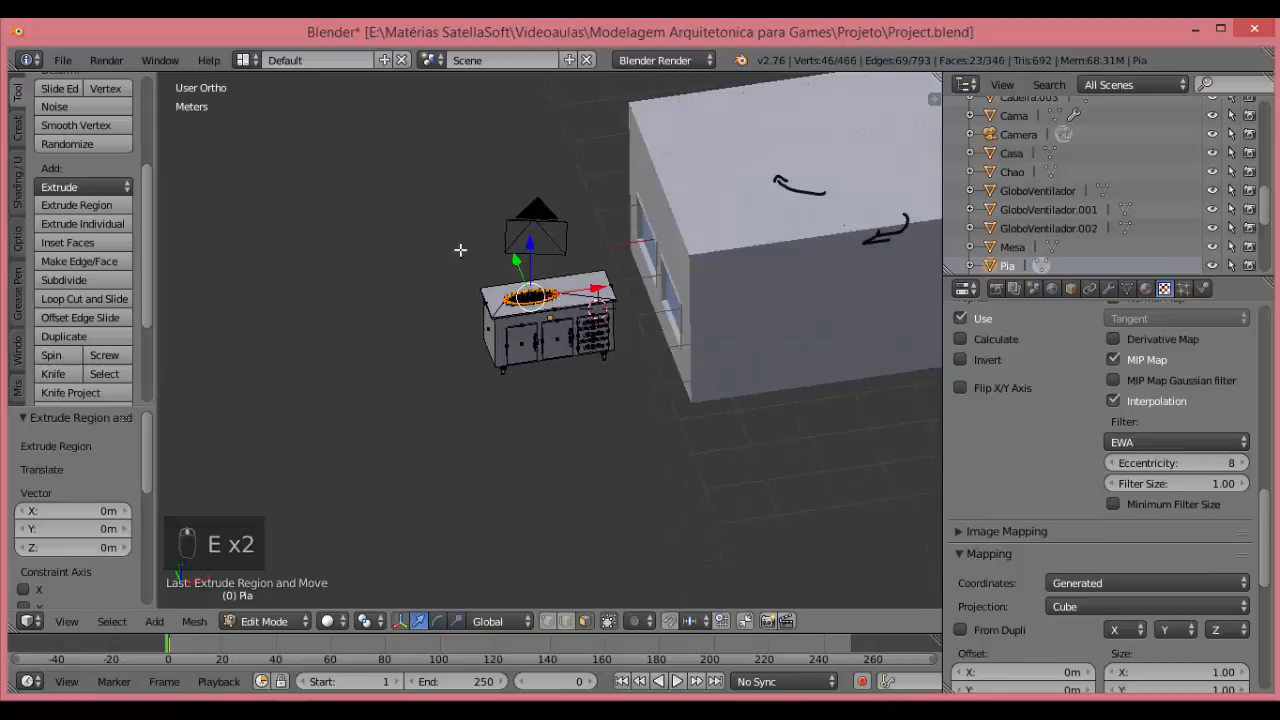 Blender* [E:\Matérias SatellaSoft\Videoaulas\Modelagem Arquitetonica para Games\Projeto\Project.blend]
File Render Window Help Default Scene Blender Render v2.76 | Verts:46/466 | Edges:69/793 | Faces:23/346 | Tris:692 | Mem:68.31M | Pia
Slide Ed Vertex
Noise
Smooth Vertex
Randomize
Add:
Extrude
Extrude Region
Extrude Individual
Inset Faces
Make Edge/Face
Subdivide
Loop Cut and Slide
Offset Edge Slide
Duplicate
Spin Screw
Knife Select
Knife Project
Tool
Creat
Shading / U
Optio
Grease Pen
Windo
Mis
Extrude Region and
Extrude Region
Translate
Vector
X: 0m
Y: 0m
Z: 0m
Constraint Axis
X
User Ortho
Meters
E x2
Last: Extrude Region and Move
(0) Pia
View Select Add Mesh Edit Mode Global
-40 -20 0 20 40 60 80 100 120 140 160 180 200 220 240 260
View Marker Frame Playback Start: 1 End: 250 0 No Sync
View Search All Scenes
Cadeira.003
Cama
Camera
Casa
Chao
GloboVentilador
GloboVentilador.001
GloboVentilador.002
Mesa
Pia
Use
Calculate
Invert
Flip X/Y Axis
Tangent
Derivative Map
MIP Map
MIP Map Gaussian filter
Interpolation
Filter:
EWA
Eccentricity: 8
Filter Size: 1.00
Minimum Filter Size
Image Mapping
Mapping
Coordinates: Generated
Projection: Cube
From Dupli X Y Z
Offset: Size:
X: 0m X: 1.00